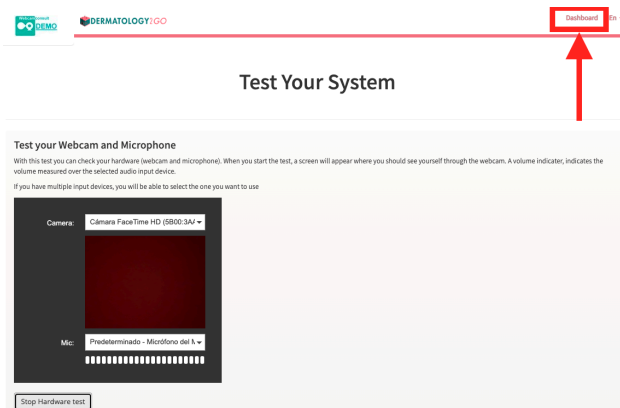 Webcamconsult
DEMO
DERMATOLOGY2GO
Dashboard En
Test Your System
Test your Webcam and Microphone
With this test you can check your hardware (webcam and microphone). When you start the test, a screen will appear where you should see yourself through the webcam. A volume indicater, indicates the
volume measured over the selected audio input device.
If you have multiple input devices, you will be able to select the one you want to use
Camera: Cámara FaceTime HD (5B00:3A
Mic: Predeterminado - Micrófono del
Stop Hardware test